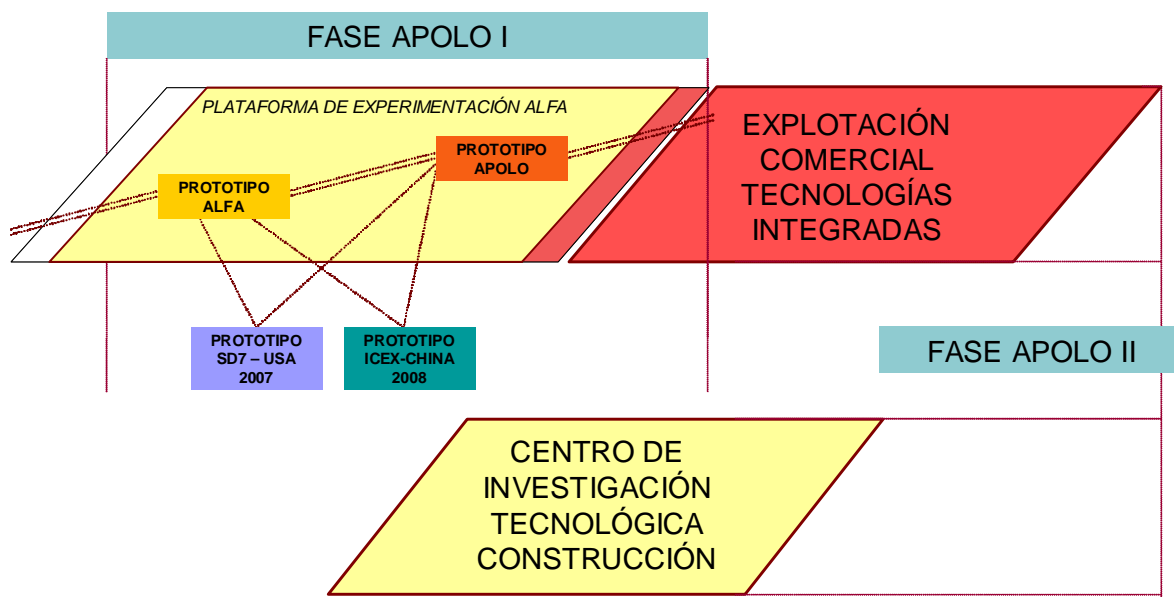 FASE APOLO I
PLATAFORMA DE EXPERIMENTACIÓN ALFA
PROTOTIPO
APOLO
PROTOTIPO
ALFA
EXPLOTACIÓN
COMERCIAL
TECNOLOGÍAS
INTEGRADAS
PROTOTIPO
SD7 – USA
2007
PROTOTIPO
ICEX-CHINA
2008
FASE APOLO II
CENTRO DE
INVESTIGACIÓN
TECNOLÓGICA
CONSTRUCCIÓN